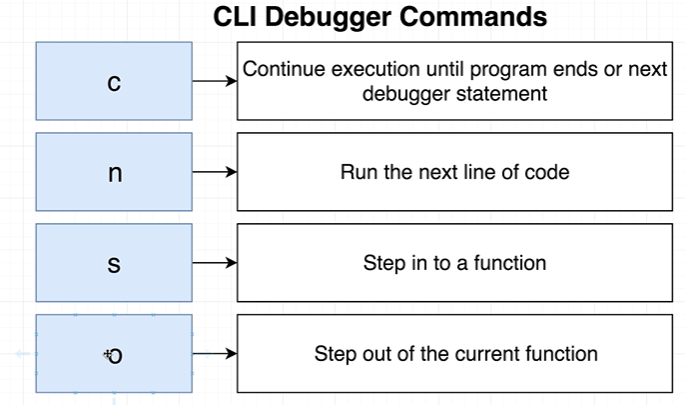 CLI Debugger Commands
c
Continue execution until program ends or next
debugger statement
n
Run the next line of code
s
Step in to a function
o
Step out of the current function